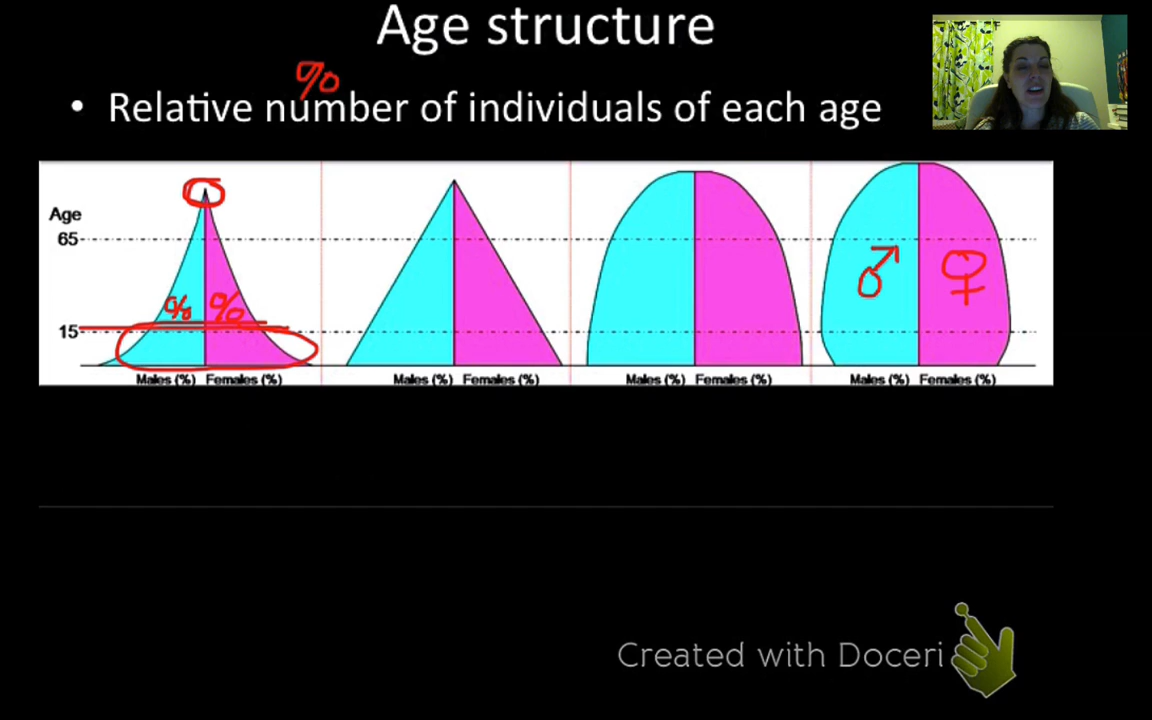 Age structure
%
• Relative number of individuals of each age
Age
65
% %
♂ ♀
15
Males (%) Females (%) Males (%) Females (%) Males (%) Females (%) Males (%) Females (%)
Created with Doceri